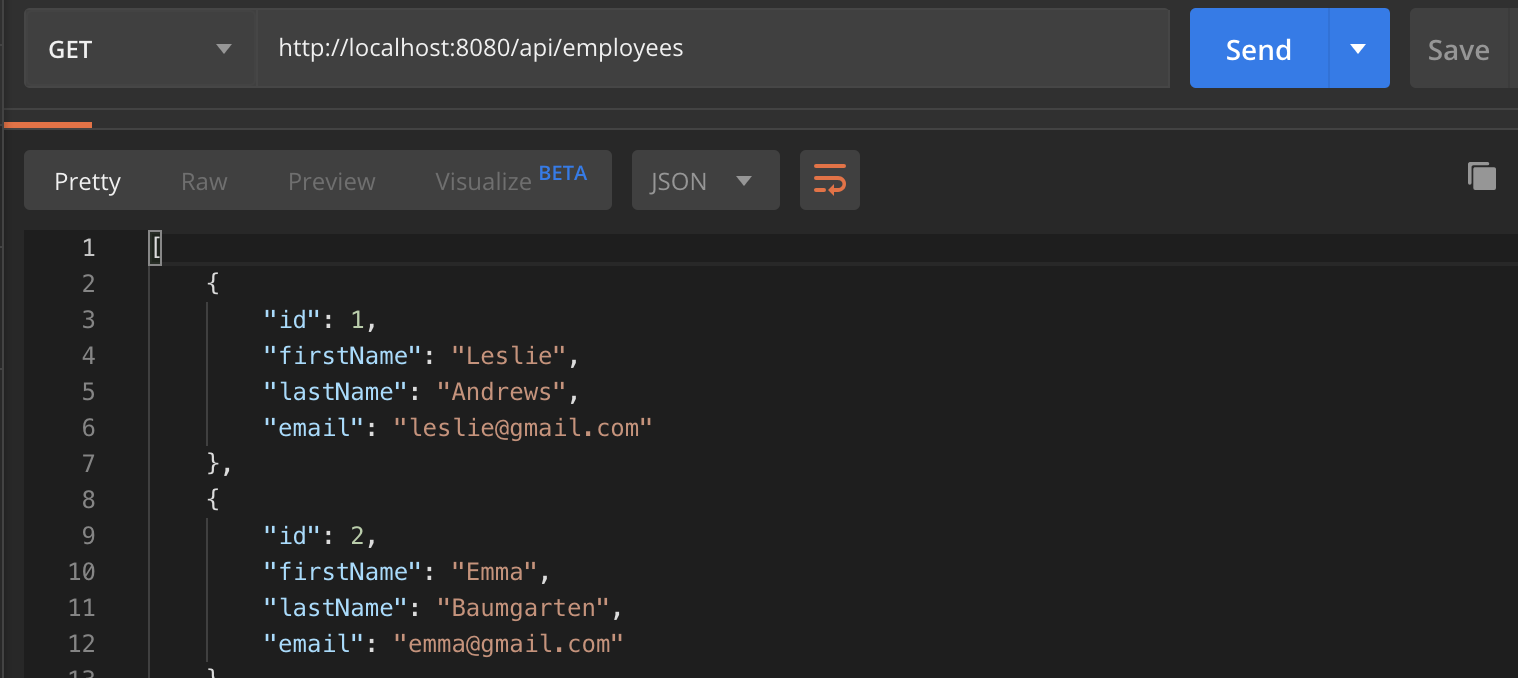 GET http://localhost:8080/api/employees Send Save
Pretty Raw Preview Visualize BETA JSON
1 [
2 {
3 "id": 1,
4 "firstName": "Leslie",
5 "lastName": "Andrews",
6 "email": "leslie@gmail.com"
7 },
8 {
9 "id": 2,
10 "firstName": "Emma",
11 "lastName": "Baumgarten",
12 "email": "emma@gmail.com"
13 }